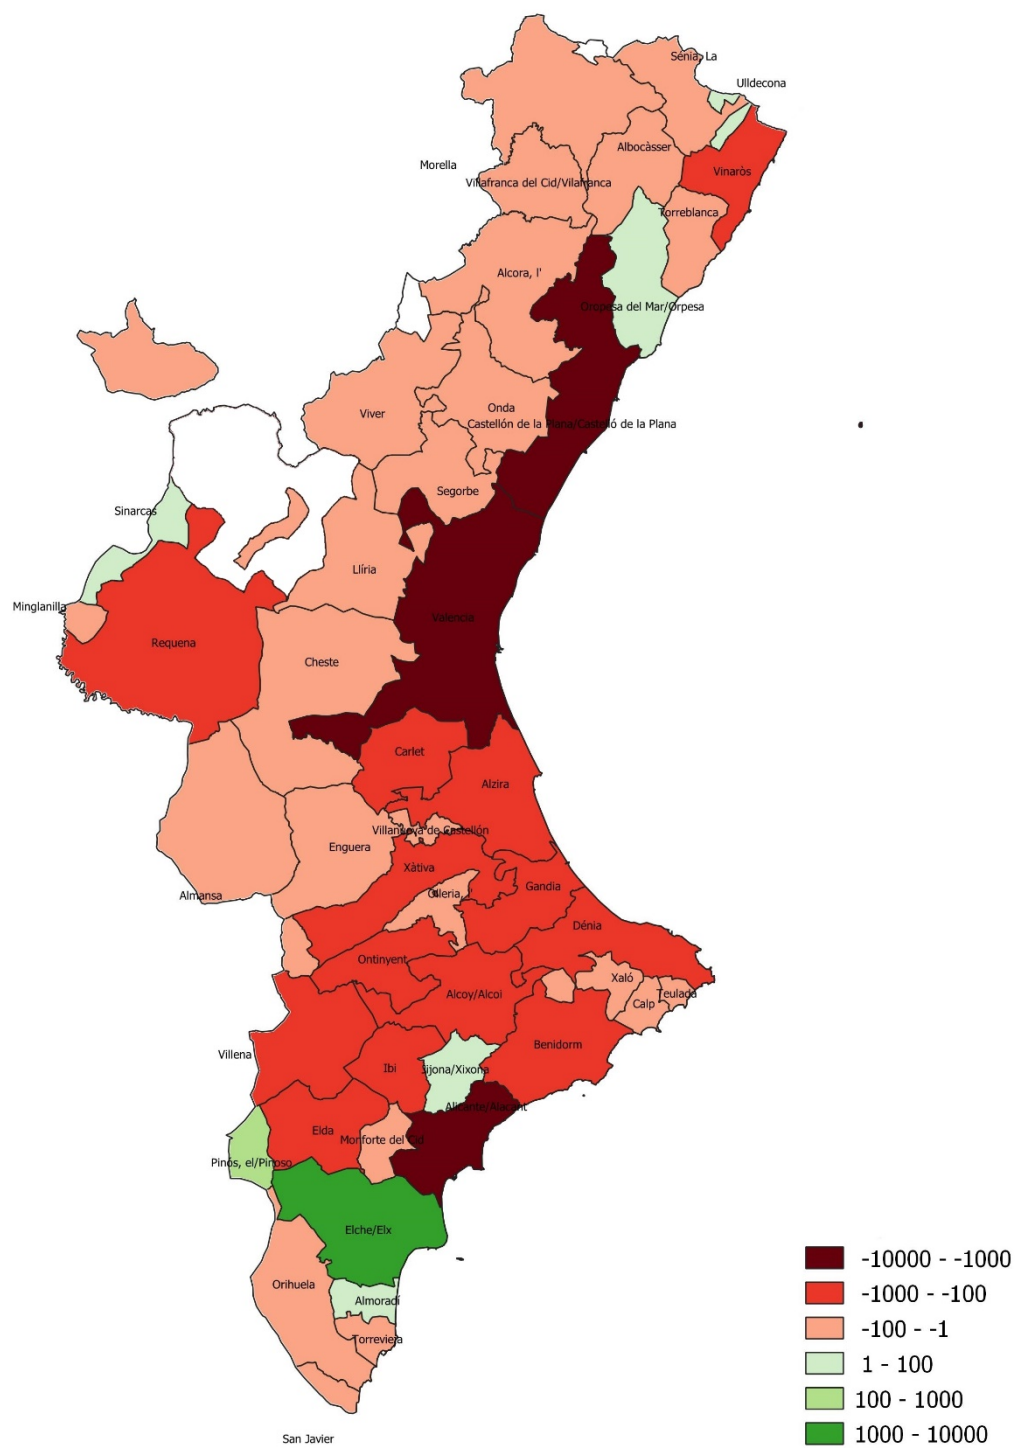 Sénia, La
Ulldecona
Albocàsser
Morella
Vinaròs
Villafranca del Cid/Vilafranca
Torreblanca
Alcora, l'
Oropesa del Mar/Orpesa
Viver
Onda
Castellón de la Plana/Castelló de la Plana
Segorbe
Sinarcas
Llíria
Minglanilla
Valencia
Requena
Cheste
Carlet
Alzira
Villanueva de Castellón
Enguera
Xàtiva
Gandia
Almansa
Dénia
Ontinyent
Xaló
Alcoy/Alcoi
Teulada
Calp
Benidorm
Villena
Ibi
Jijona/Xixona
Alicante/Alacant
Elda
Monforte del Cid
Pinós, el/Pinoso
Elche/Elx
Orihuela
Almoradí
Torrevieja
San Javier
-10000 - -1000
-1000 - -100
-100 - -1
1 - 100
100 - 1000
1000 - 10000